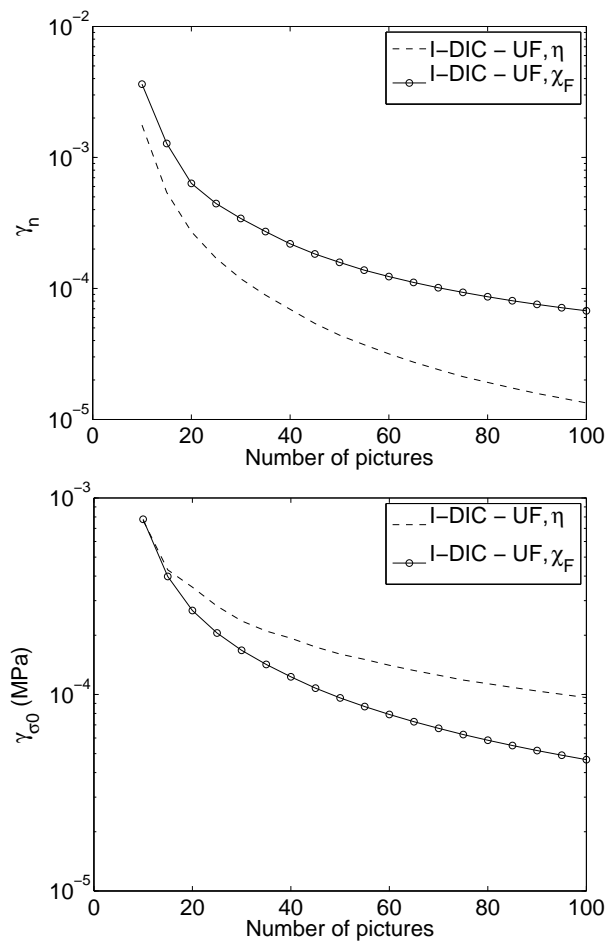 10⁻²
I−DIC − UF, η
I−DIC − UF, χ_F
10⁻³
γ_n
10⁻⁴
10⁻⁵
0 20 40 60 80 100
Number of pictures
10⁻³
I−DIC − UF, η
I−DIC − UF, χ_F
γ_σ0 (MPa)
10⁻⁴
10⁻⁵
0 20 40 60 80 100
Number of pictures